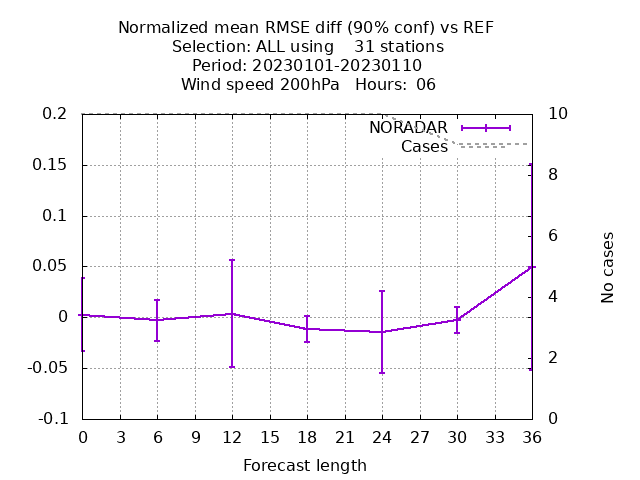 Normalized mean RMSE diff (90% conf) vs REF
Selection: ALL using    31 stations
Period: 20230101-20230110
Wind speed 200hPa   Hours:  06
0.2
0.15
0.1
0.05
0
-0.05
-0.1
NORADAR
Cases
10
8
6
4
2
0
No cases
0 3 6 9 12 15 18 21 24 27 30 33 36
Forecast length